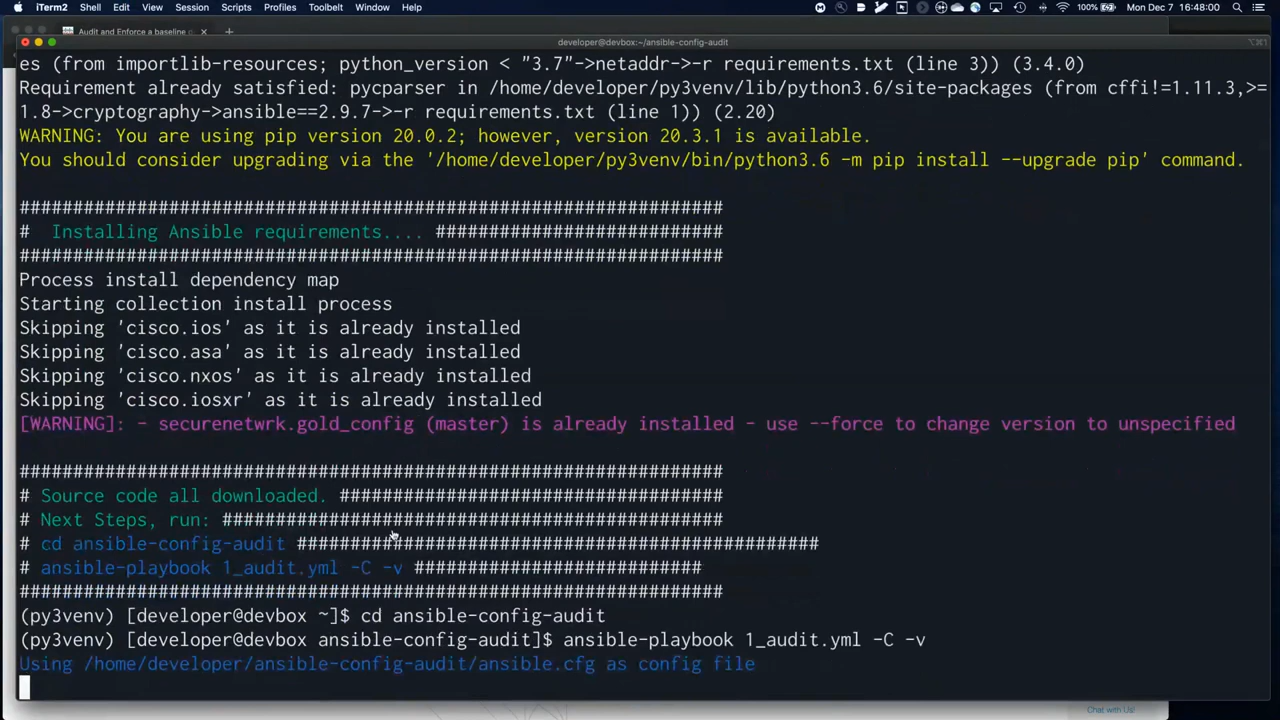 iTerm2 Shell Edit View Session Scripts Profiles Toolbelt Window Help 100% Mon Dec 7 16:48:00
Audit and Enforce a baseline
developer@devbox:~/ansible-config-audit
es (from importlib-resources; python_version < "3.7"->netaddr->-r requirements.txt (line 3)) (3.4.0)
Requirement already satisfied: pycparser in /home/developer/py3venv/lib/python3.6/site-packages (from cffi!=1.11.3,>=
1.8->cryptography->ansible==2.9.7->-r requirements.txt (line 1)) (2.20)
WARNING: You are using pip version 20.0.2; however, version 20.3.1 is available.
You should consider upgrading via the '/home/developer/py3venv/bin/python3.6 -m pip install --upgrade pip' command.
##################################################################
#  Installing Ansible requirements.... ###########################
##################################################################
Process install dependency map
Starting collection install process
Skipping 'cisco.ios' as it is already installed
Skipping 'cisco.asa' as it is already installed
Skipping 'cisco.nxos' as it is already installed
Skipping 'cisco.iosxr' as it is already installed
[WARNING]: - securenetwrk.gold_config (master) is already installed - use --force to change version to unspecified
##################################################################
# Source code all downloaded. ####################################
# Next Steps, run: ###############################################
# cd ansible-config-audit #################################################
# ansible-playbook 1_audit.yml -C -v ###########################
##################################################################
(py3venv) [developer@devbox ~]$ cd ansible-config-audit
(py3venv) [developer@devbox ansible-config-audit]$ ansible-playbook 1_audit.yml -C -v
Using /home/developer/ansible-config-audit/ansible.cfg as config file
Chat with Us!